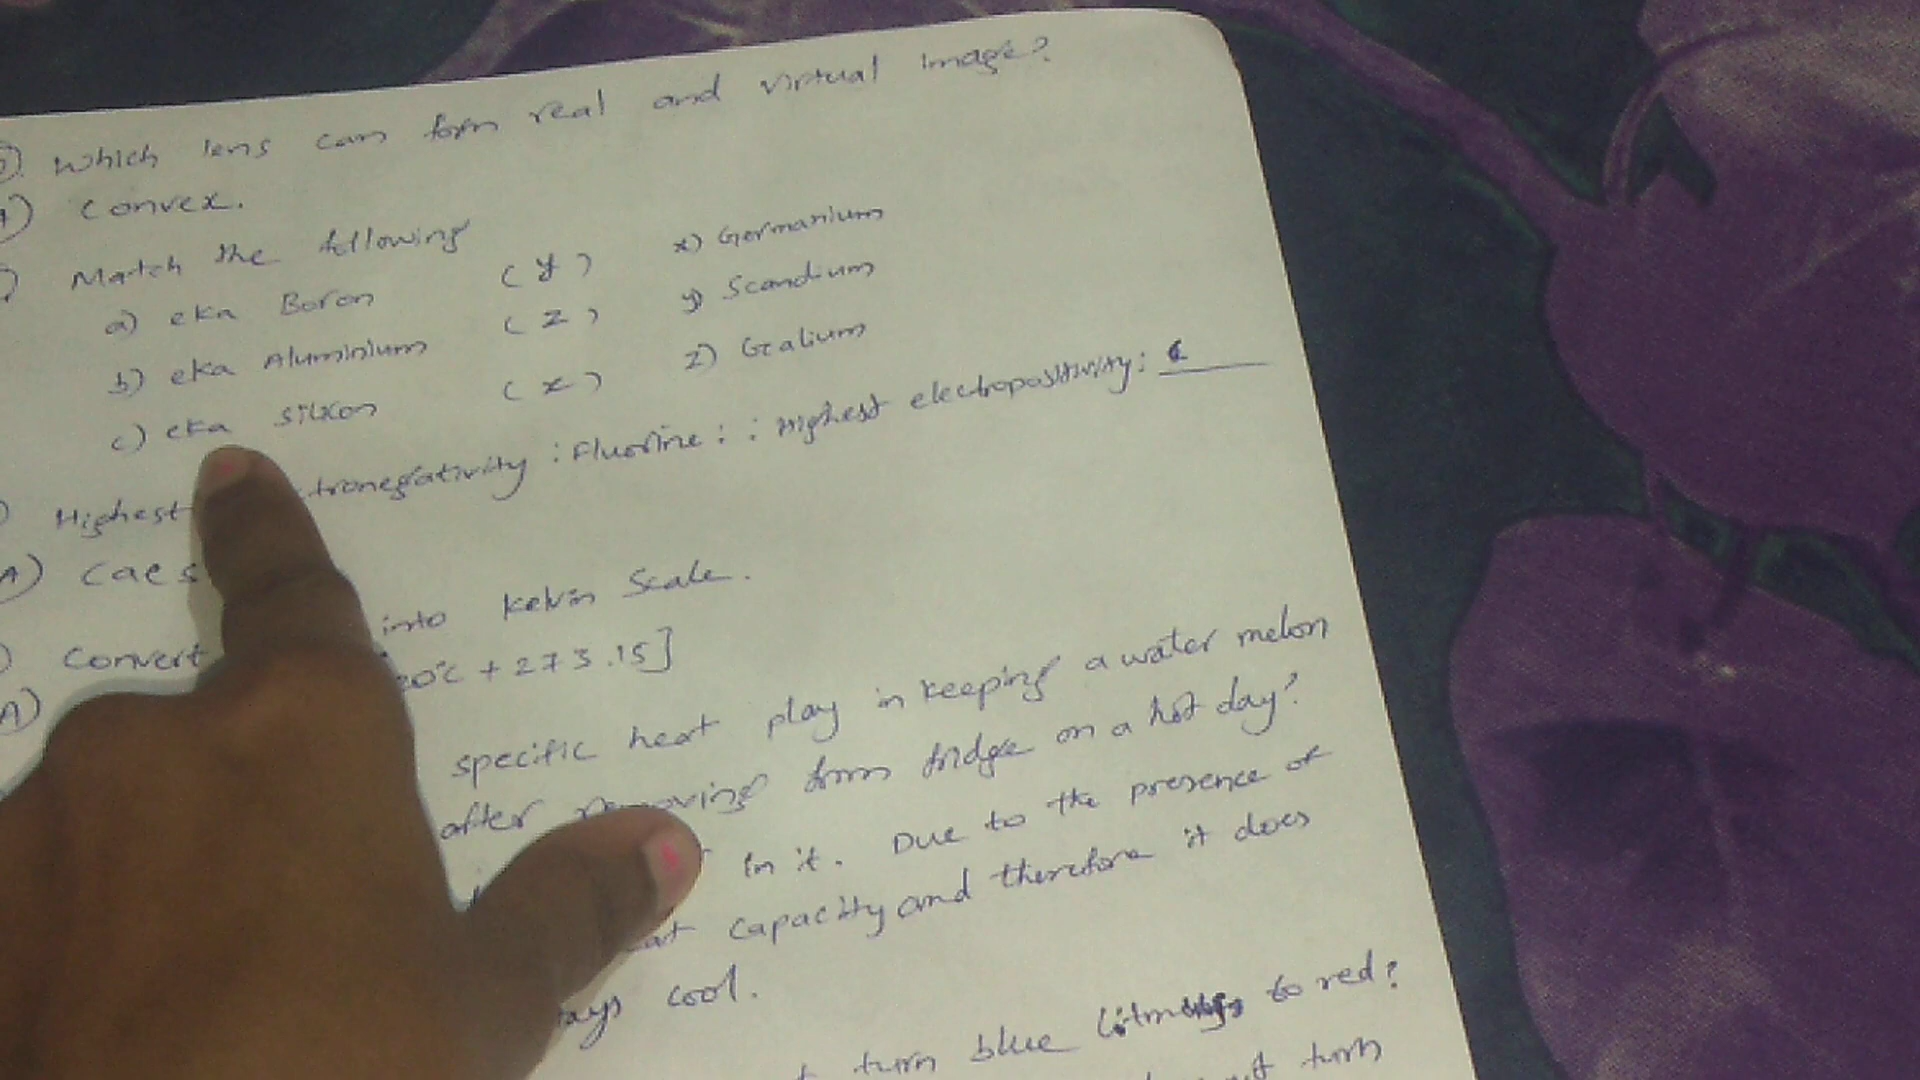 Which lens can form real and virtual image?
A) Convex.
Match the following
a) eka Boron (y) x) Germanium
b) eka Aluminium (z) y) Scandium
c) eka silicon (x) z) Galium
Highest tronegativity : Fluorine : : Highest electropositivity : c
A) Caes
Convert into kelvin Scale.
A) 20°c + 273.15]
specific heat play in keeping a water melon
after removing from fridge on a hot day?
in it. Due to the presence of
capacity and therefore it does
tays cool.
turn blue litmus to red?
turn